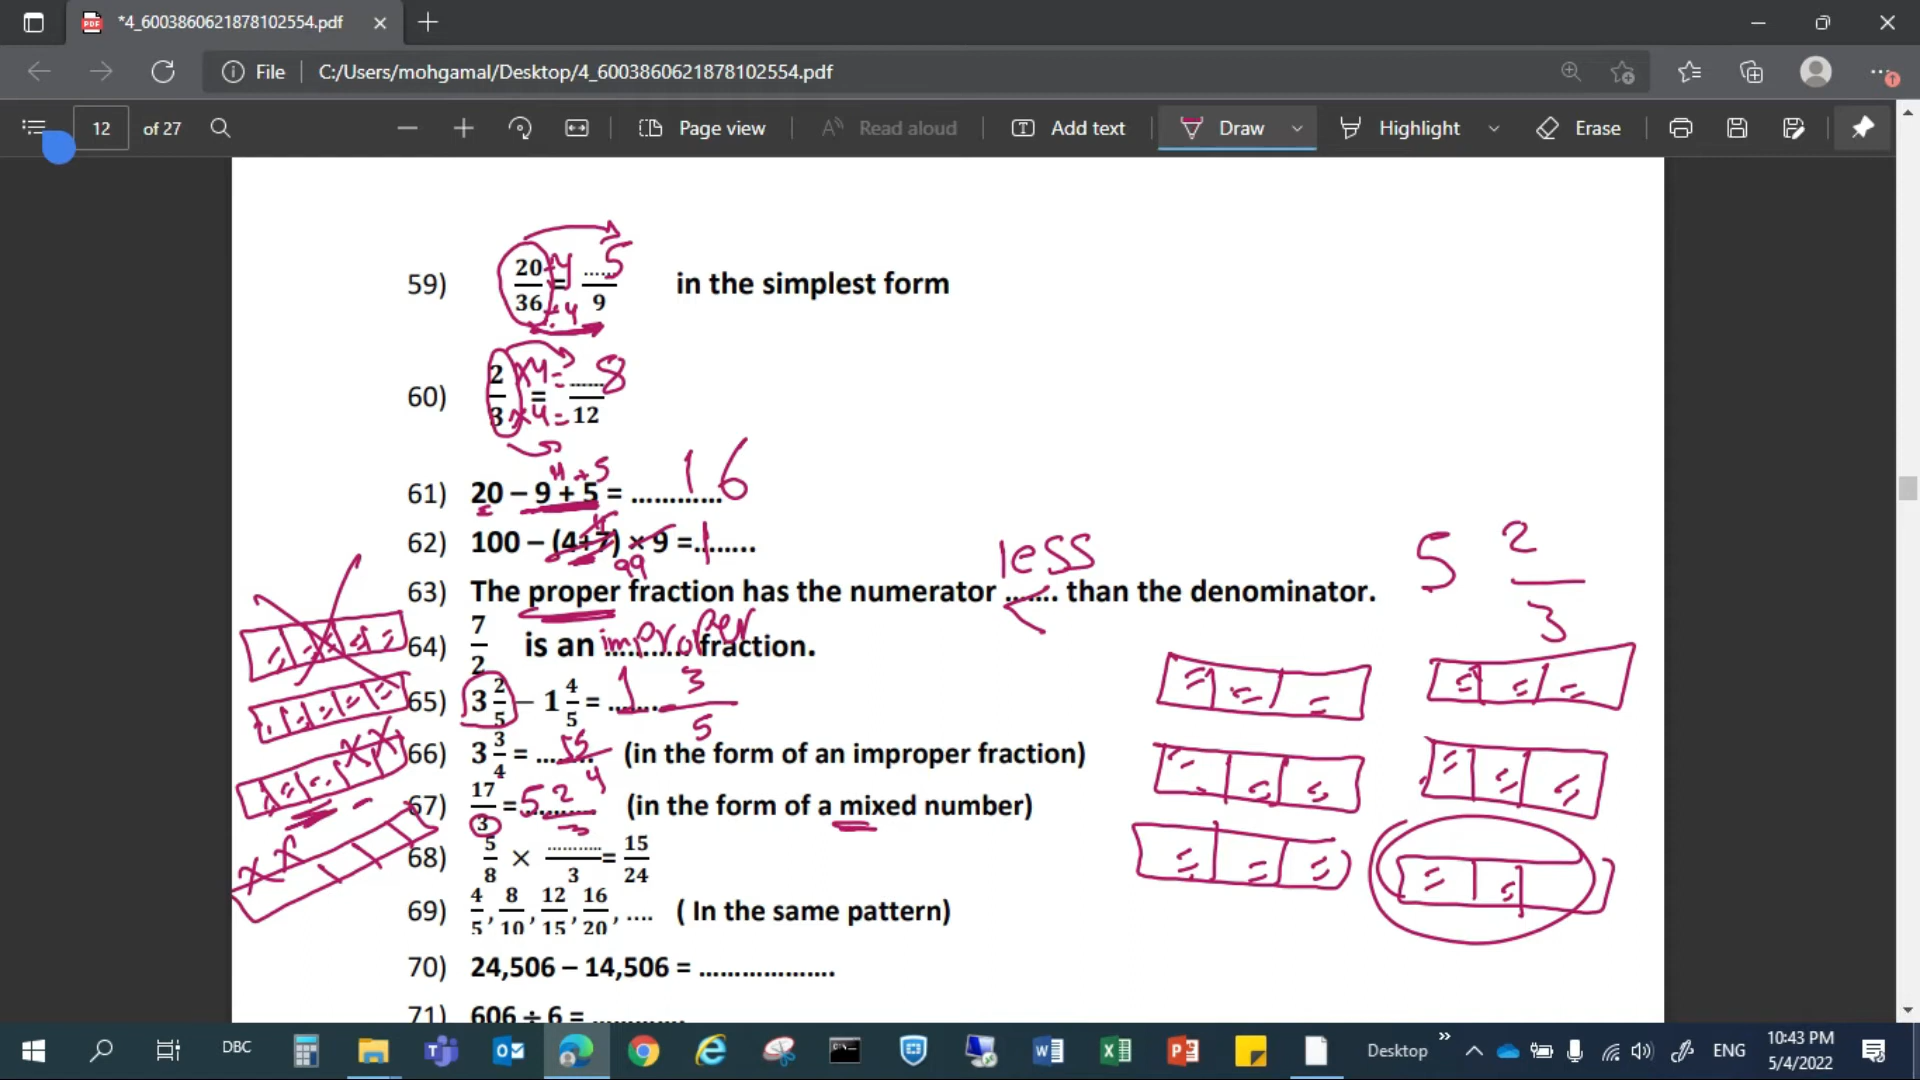 *4_6003860621878102554.pdf
File C:/Users/mohgamal/Desktop/4_6003860621878102554.pdf
12 of 27 Page view Read aloud Add text Draw Highlight Erase
59) 20/36 = ...../9 in the simplest form
÷4 5
÷4
60) 2/3 = ....../12
×4= 8
×4=
61) 20 – 9 + 5 = ............
4 + 5 16
62) 100 – (4+7) × 9 =........
11 99 1
less 5 2/3
63) The proper fraction has the numerator ....... than the denominator.
<
64) 7/2 is an ........... fraction.
improper
65) 3 2/5 – 1 4/5 = ........
1 3/5
66) 3 3/4 = ........ (in the form of an improper fraction)
67) 17/3 = ......... (in the form of a mixed number)
5 2/3
68) 5/8 × ........../3 = 15/24
69) 4/5, 8/10, 12/15, 16/20, .... ( In the same pattern)
70) 24,506 – 14,506 = ..................
71) 606 ÷ 6 = ............
DBC Desktop ENG 10:43 PM
5/4/2022